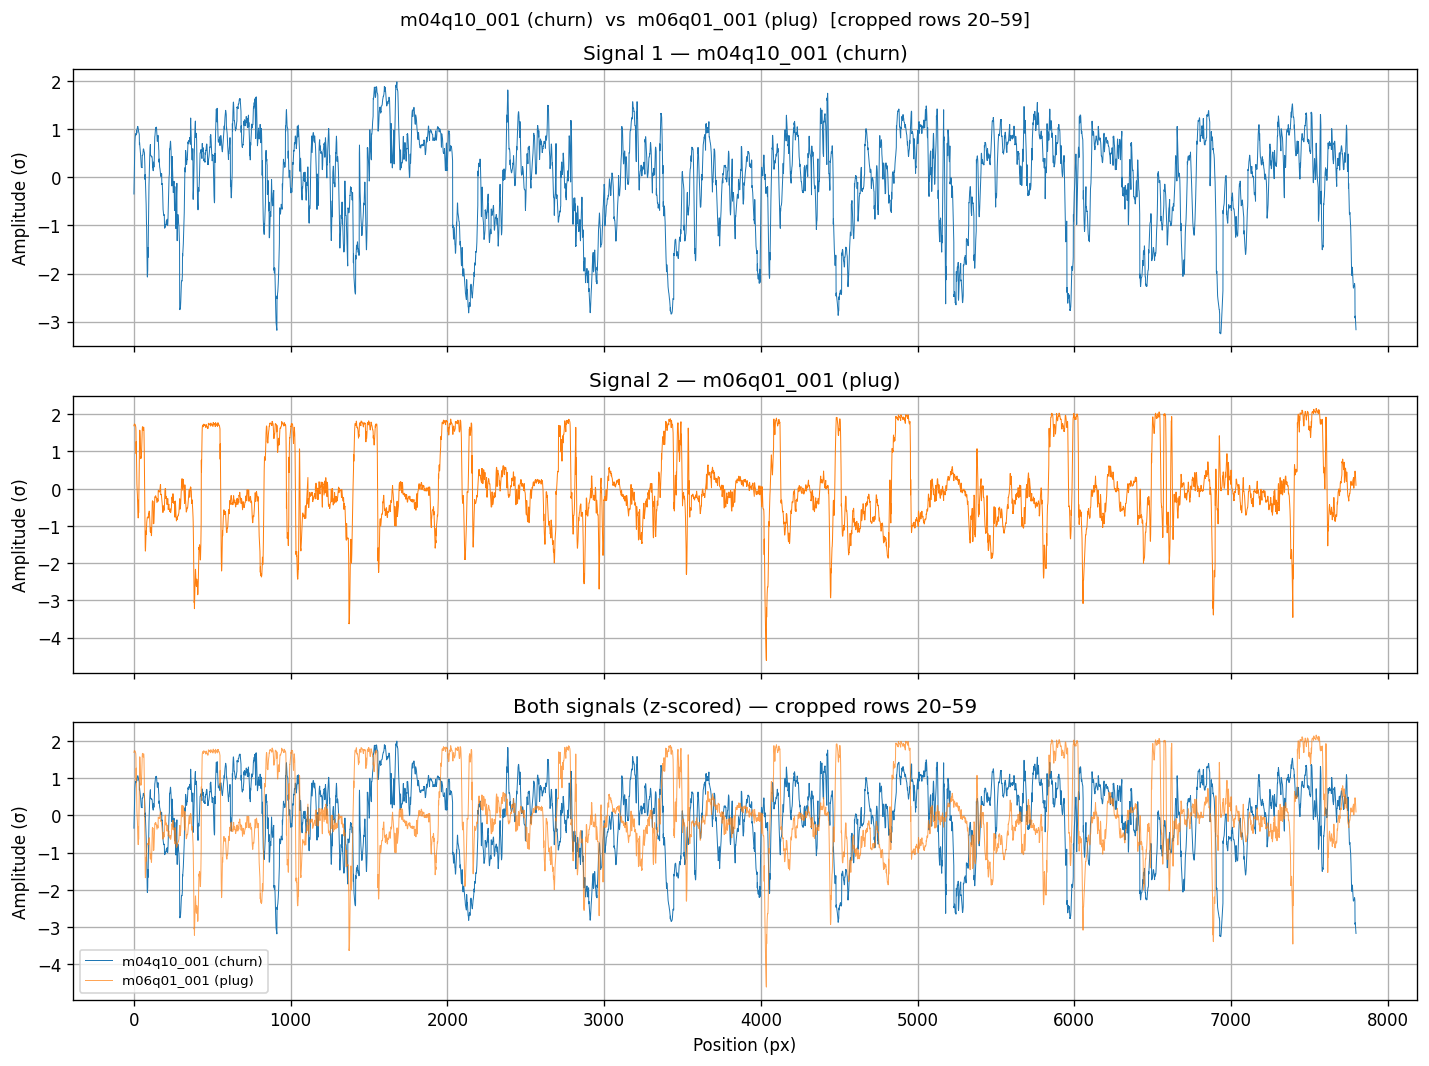 m04q10_001 (churn)  vs  m06q01_001 (plug)  [cropped rows 20–59]
Signal 1 — m04q10_001 (churn)
Amplitude (σ)
2
1
0
−1
−2
−3
Signal 2 — m06q01_001 (plug)
Amplitude (σ)
2
1
0
−1
−2
−3
−4
Both signals (z-scored) — cropped rows 20–59
Amplitude (σ)
2
1
0
−1
−2
−3
−4
m04q10_001 (churn)
m06q01_001 (plug)
0 1000 2000 3000 4000 5000 6000 7000 8000
Position (px)